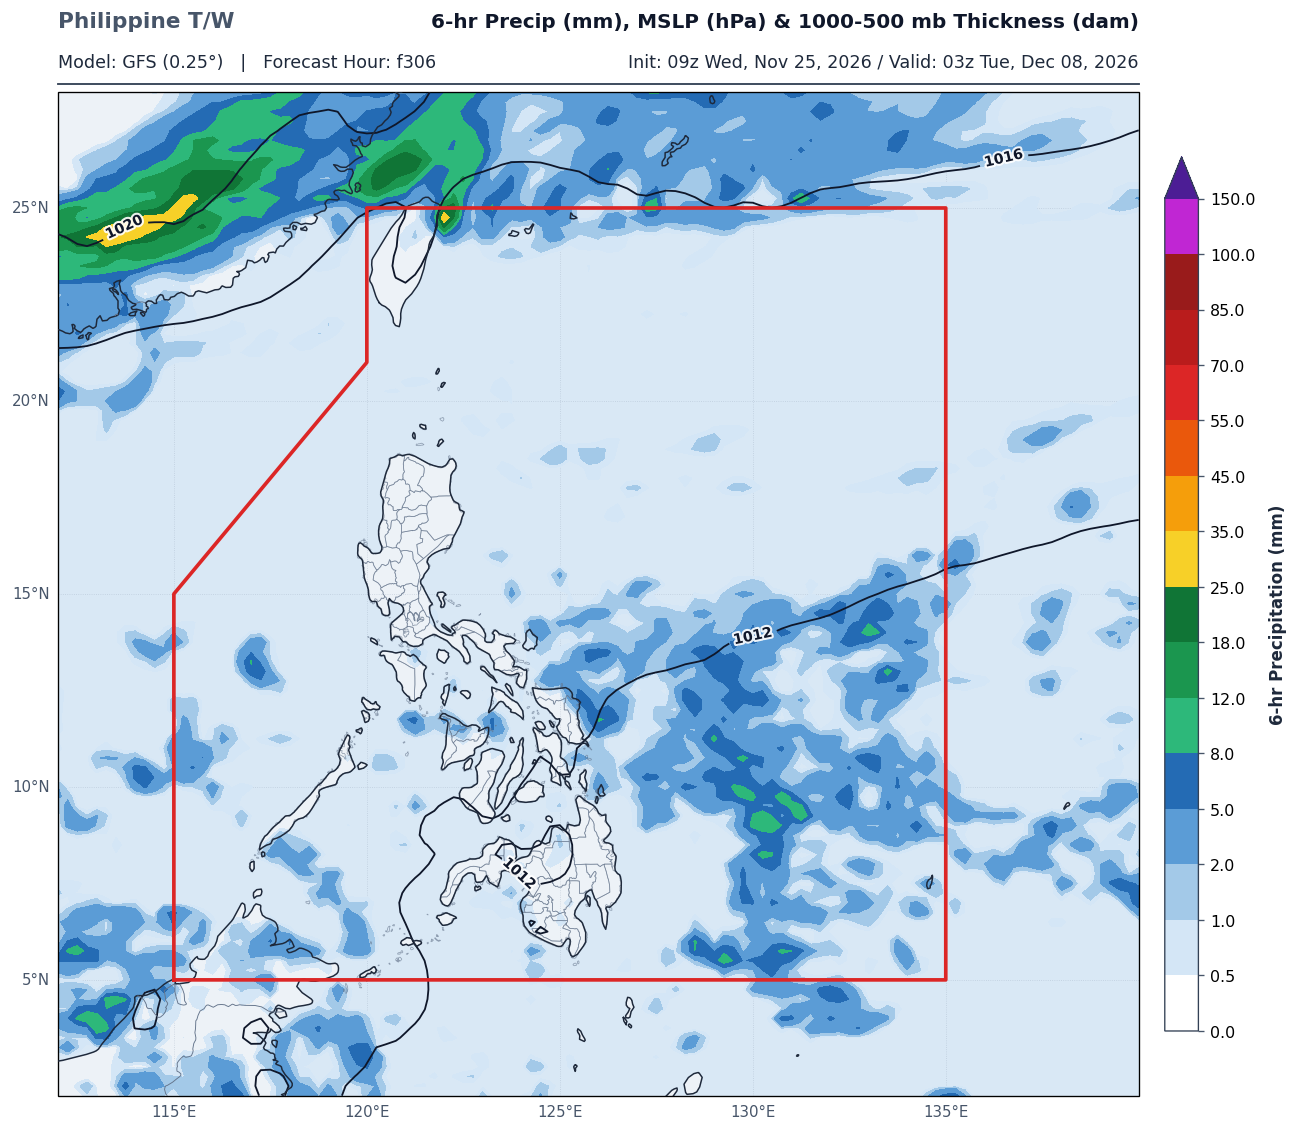 Philippine T/W
6-hr Precip (mm), MSLP (hPa) & 1000-500 mb Thickness (dam)
Model: GFS (0.25°) | Forecast Hour: f306
Init: 09z Wed, Nov 25, 2026 / Valid: 03z Tue, Dec 08, 2026
1016
1020
1012
1012
25°N
20°N
15°N
10°N
5°N
115°E
120°E
125°E
130°E
135°E
150.0
100.0
85.0
70.0
55.0
45.0
35.0
25.0
18.0
12.0
8.0
5.0
2.0
1.0
0.5
0.0
6-hr Precipitation (mm)